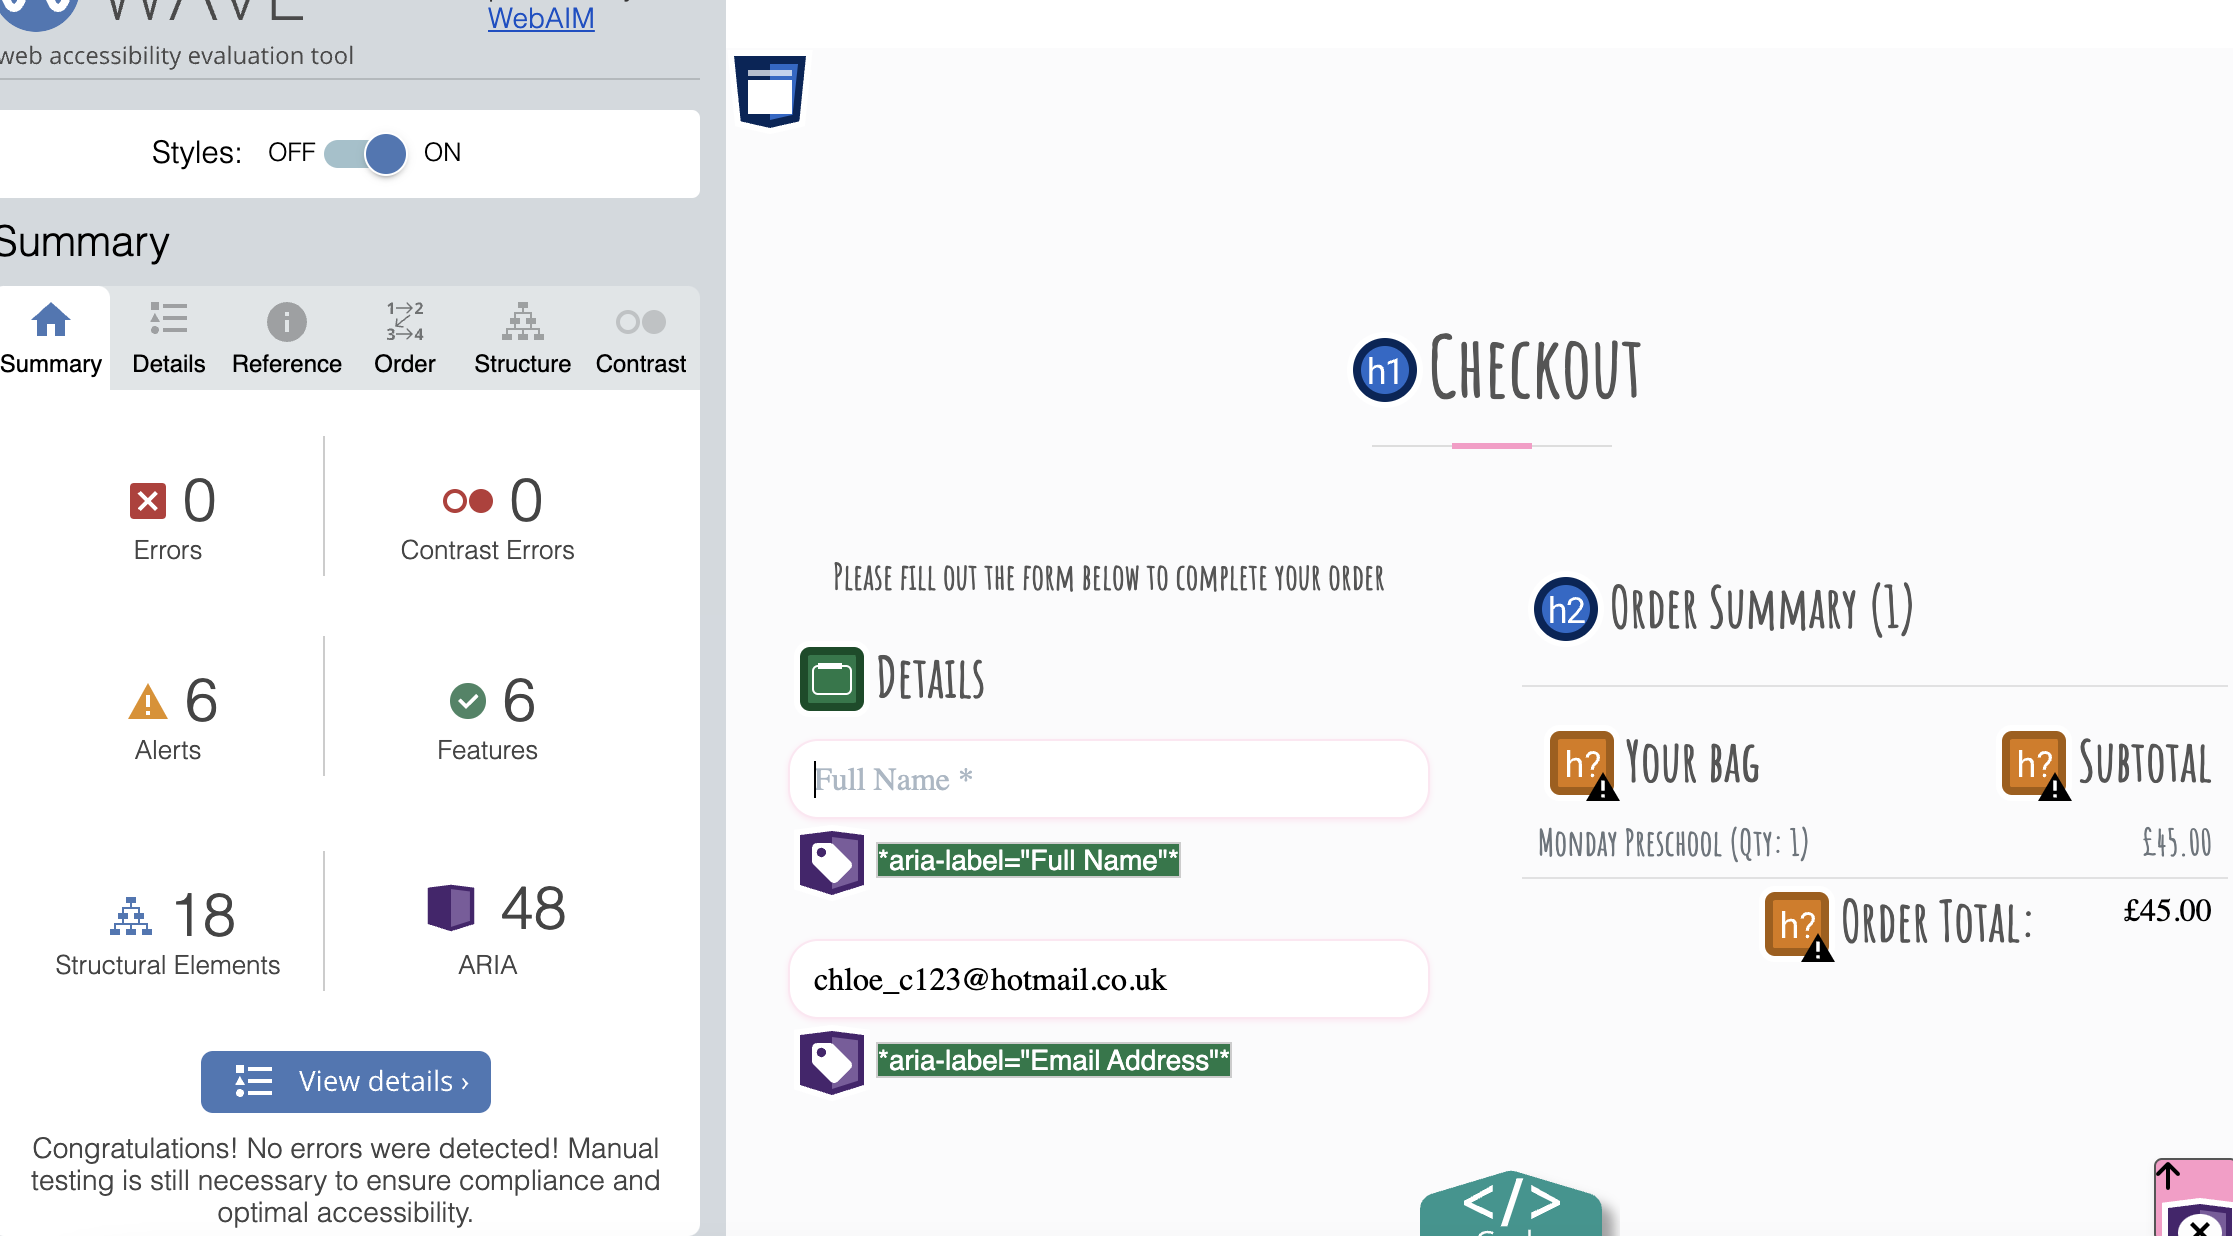 WAVE
web accessibility evaluation tool
WebAIM
Styles: OFF ON
Summary
1 2
3 4
Summary Details Reference Order Structure Contrast
0 Errors
0 Contrast Errors
6 Alerts
6 Features
18 Structural Elements
48 ARIA
View details ›
Congratulations! No errors were detected! Manual
testing is still necessary to ensure compliance and
optimal accessibility.
h1 Checkout
Please fill out the form below to complete your order
Details
Full Name *
*aria-label="Full Name"*
chloe_c123@hotmail.co.uk
*aria-label="Email Address"*
h2 Order Summary (1)
h? Your bag
h? Subtotal
Monday Preschool (Qty: 1) £45.00
h? Order Total: £45.00
</>